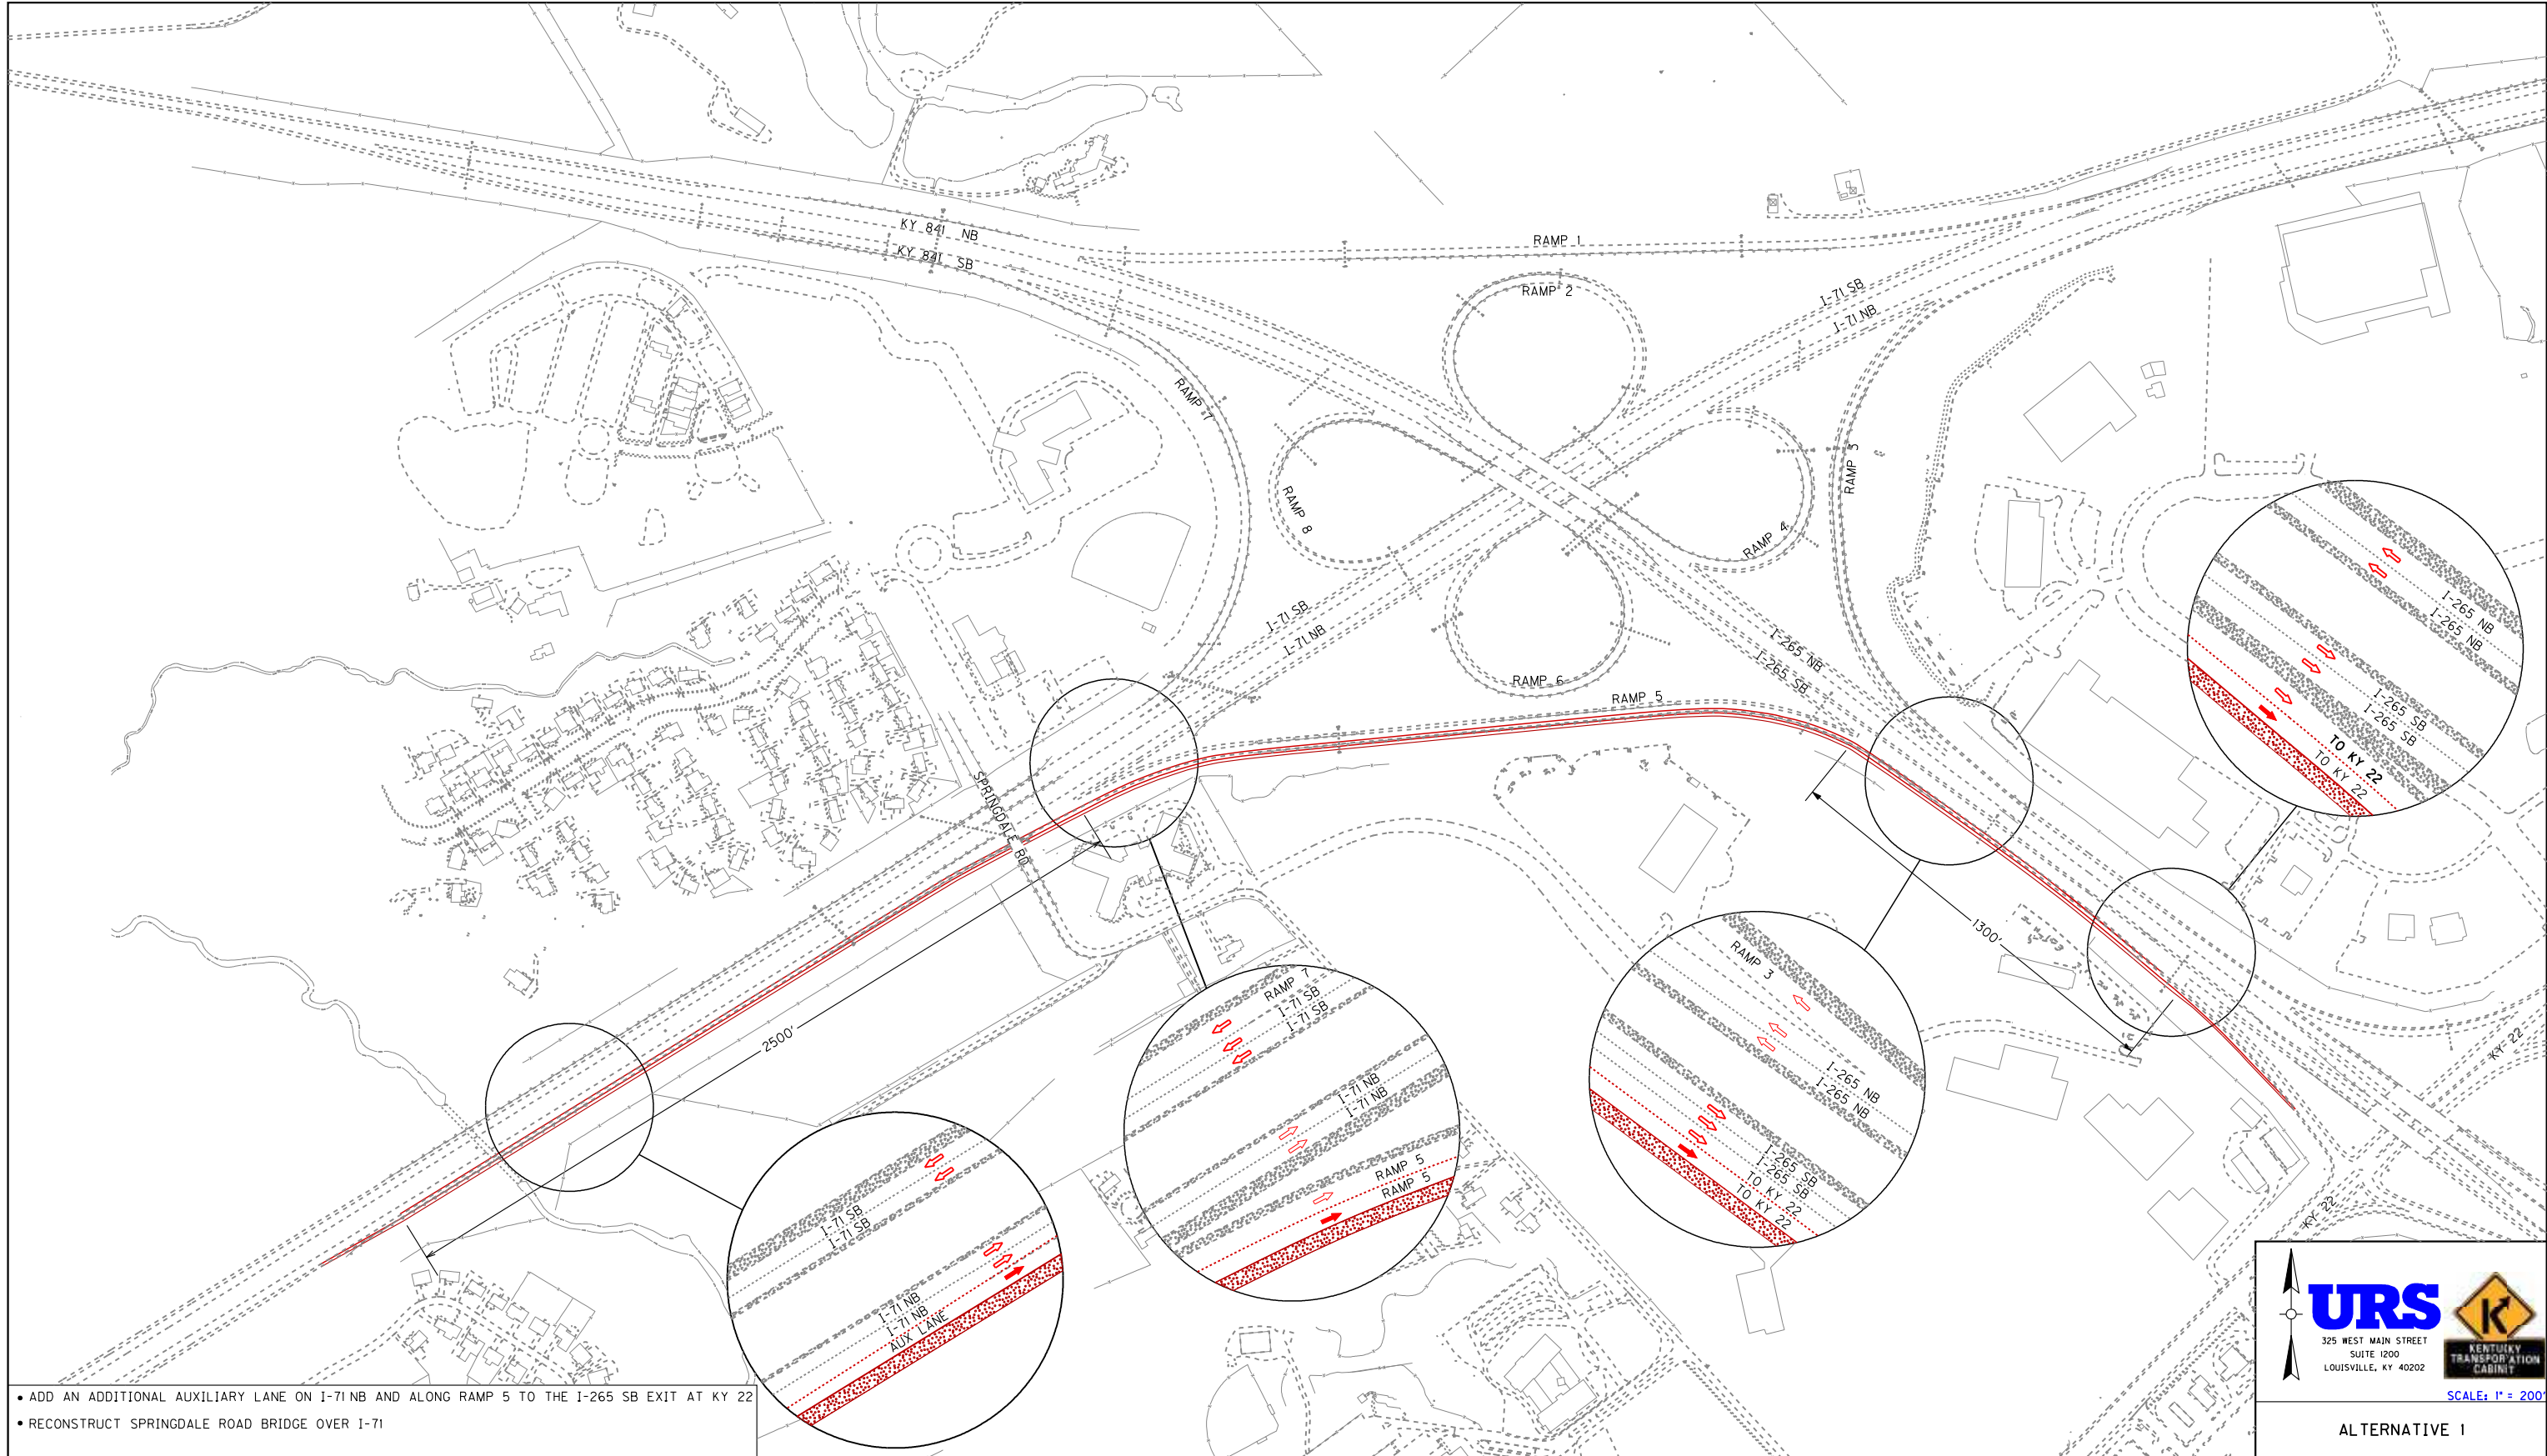 KY 841 NB
KY 841 SB
RAMP 1
RAMP 2
I-71 SB
I-71 NB
RAMP 7
RAMP 3
RAMP 8
RAMP 4
I-71 SB
I-71 NB
I-265 NB
I-265 SB
RAMP 6
RAMP 5
SPRINGDALE RD
I-265 NB
I-265 NB
I-265 SB
I-265 SB
TO KY 22
TO KY 22
1300'
2500'
RAMP 7
I-71 SB
I-71 SB
I-71 NB
I-71 NB
RAMP 5
RAMP 5
RAMP 3
I-265 NB
I-265 NB
I-265 SB
I-265 SB
TO KY 22
TO KY 22
KY 22
KY 22
I-71 SB
I-71 SB
I-71 NB
I-71 NB
AUX LANE
• ADD AN ADDITIONAL AUXILIARY LANE ON I-71 NB AND ALONG RAMP 5 TO THE I-265 SB EXIT AT KY 22
• RECONSTRUCT SPRINGDALE ROAD BRIDGE OVER I-71
URS
325 WEST MAIN STREET
SUITE 1200
LOUISVILLE, KY 40202
K
KENTUCKY
TRANSPORTATION
CABINET
SCALE: 1" = 200'
ALTERNATIVE 1